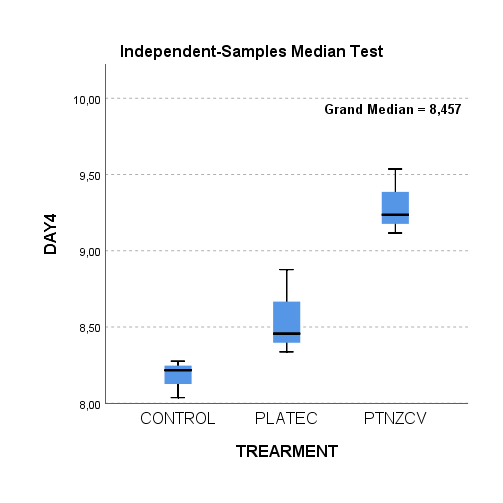 Independent-Samples Median Test
Grand Median = 8,457
10,00
9,50
9,00
8,50
8,00
DAY4
CONTROL PLATEC PTNZCV
TREARMENT